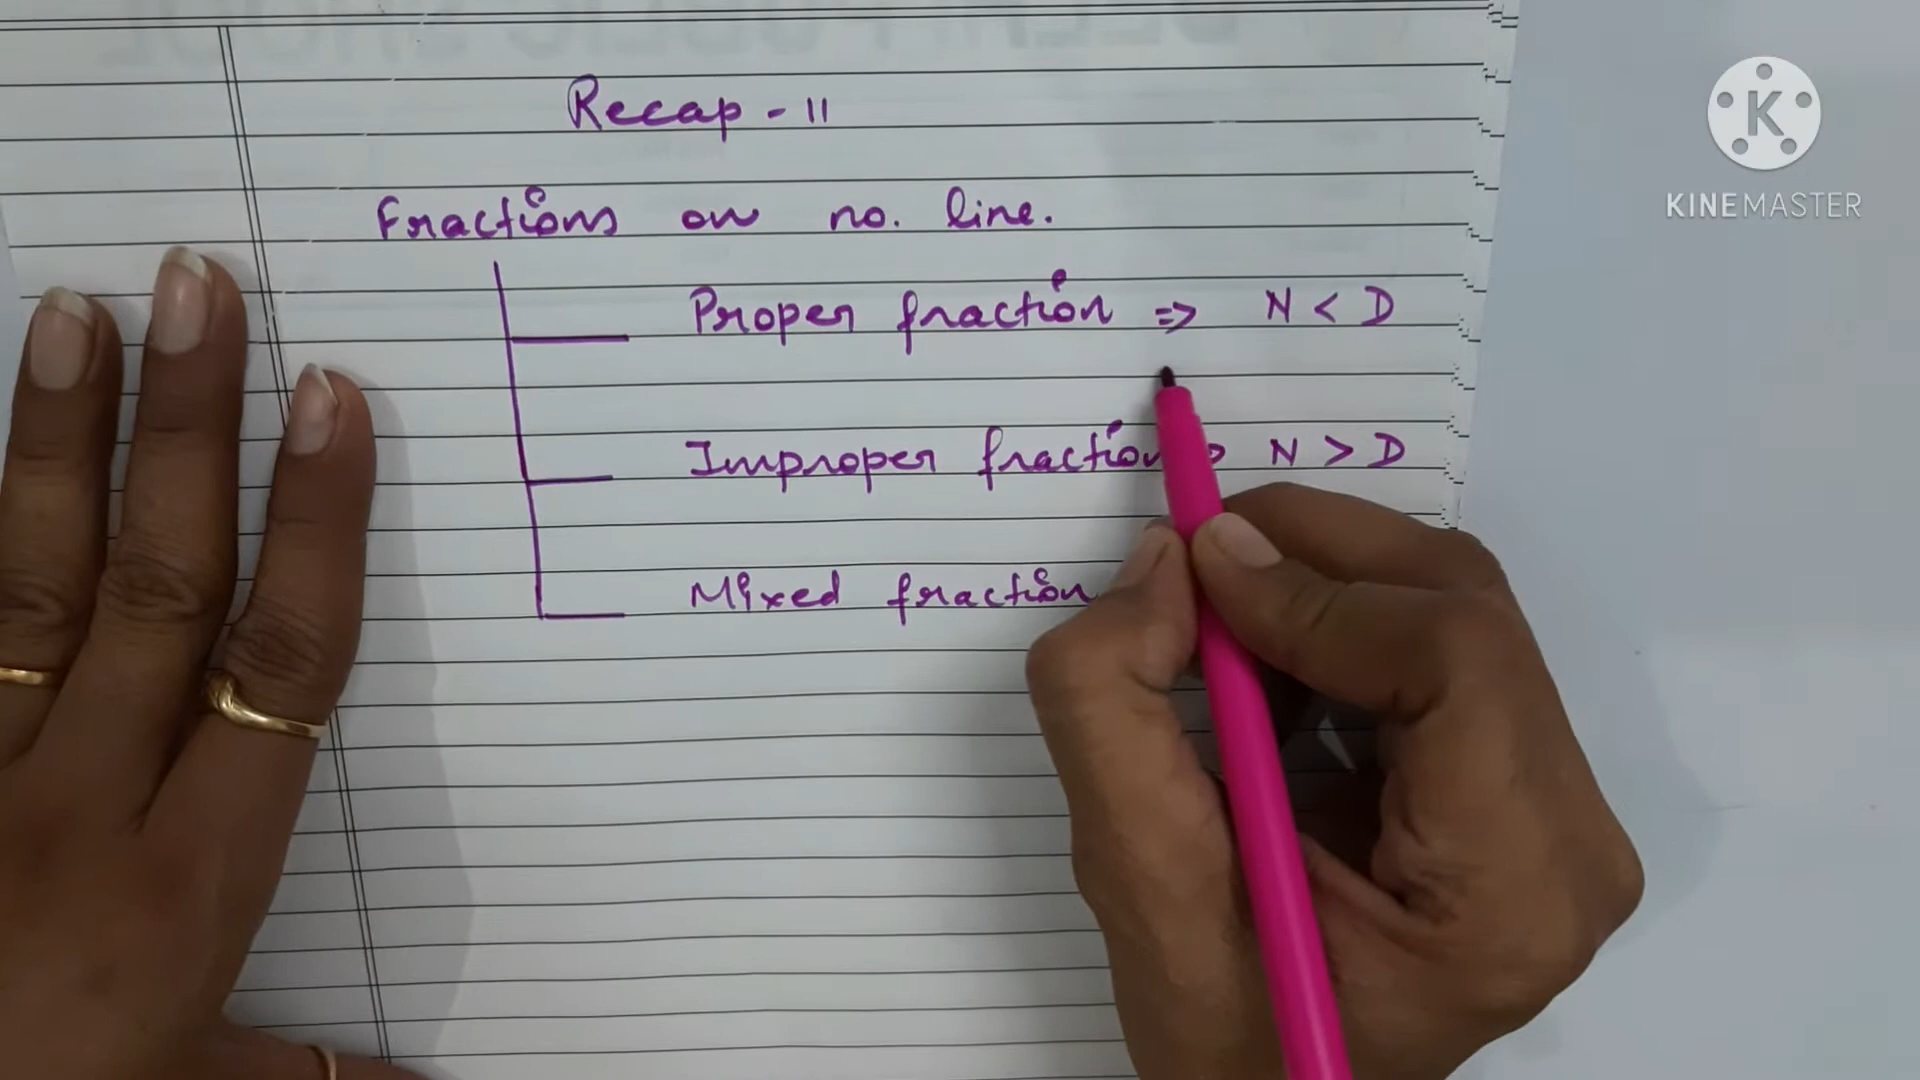 Recap - 11
Fractions on no. line.
Proper fraction => N < D
Improper fraction N > D
Mixed fraction
K
KINEMASTER